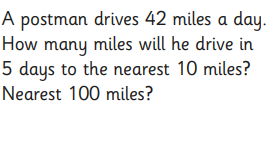 A postman drives 42 miles a day.
How many miles will he drive in
5 days to the nearest 10 miles?
Nearest 100 miles?